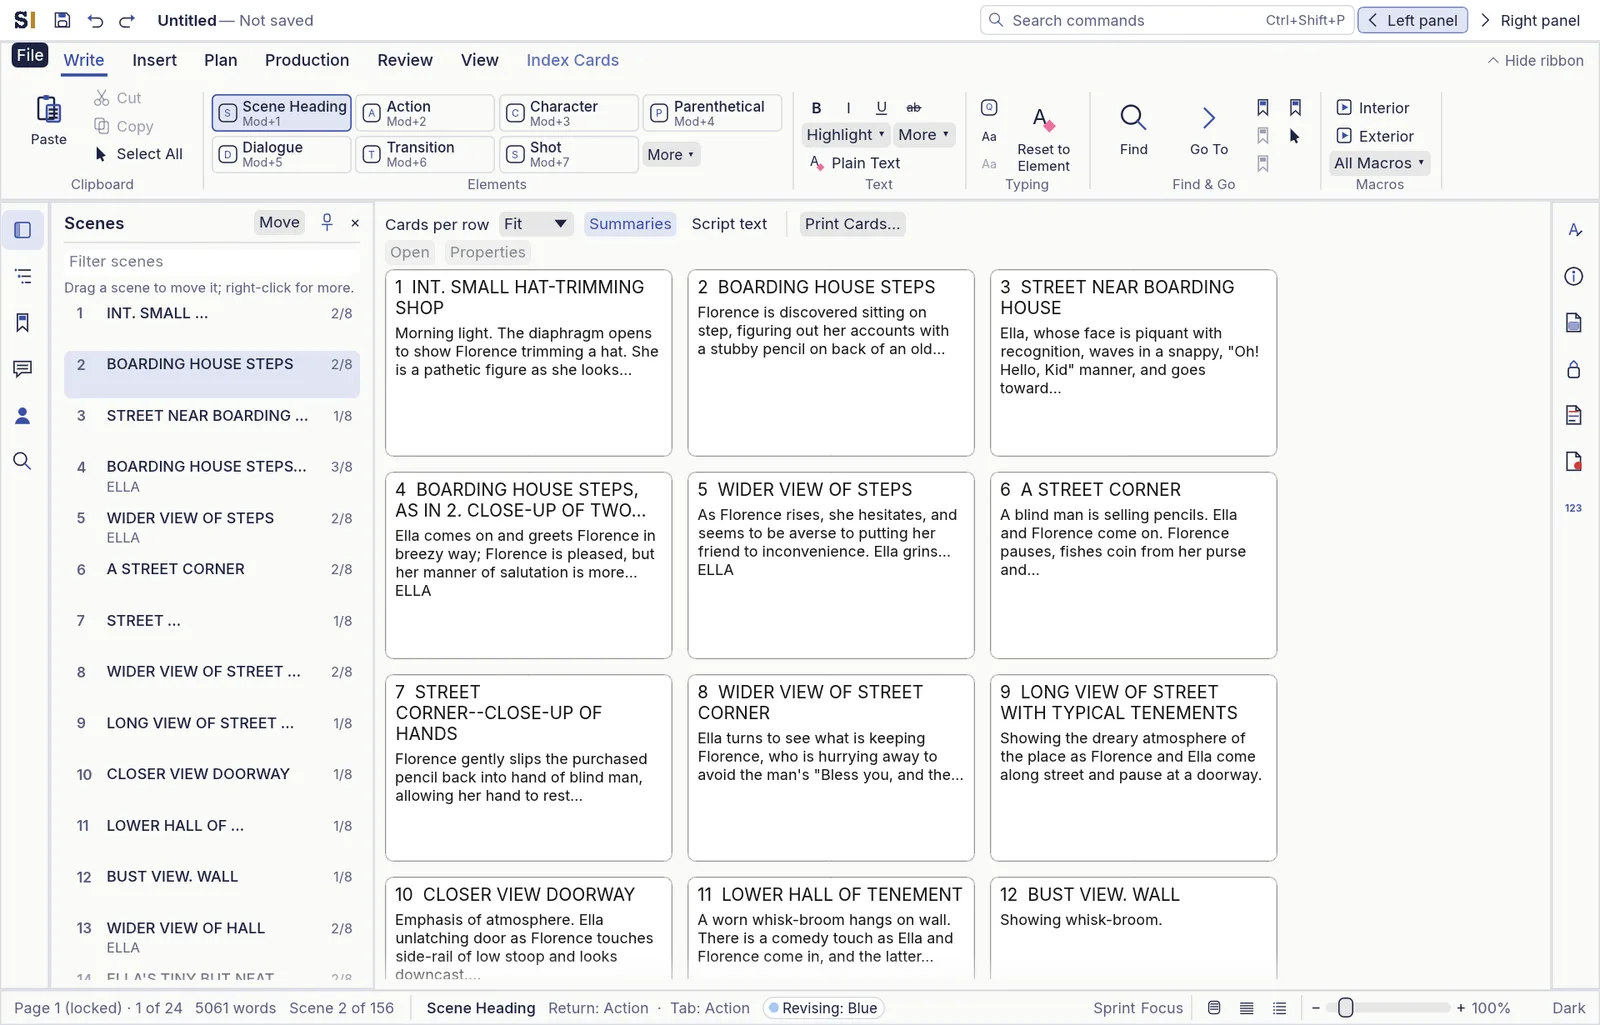 SI Untitled — Not saved Search commands Ctrl+Shift+P Left panel Right panel
File Write Insert Plan Production Review View Index Cards Hide ribbon
Paste
Cut
Copy
Select All
Clipboard
S Scene Heading Mod+1
A Action Mod+2
C Character Mod+3
P Parenthetical Mod+4
D Dialogue Mod+5
T Transition Mod+6
S Shot Mod+7
More
Elements
B I U ab
Highlight More
A Plain Text
Text
Q
Aa
Aa
Reset to
Element
Typing
Find
Go To
Find & Go
Interior
Exterior
All Macros
Macros
Scenes Move ×
Filter scenes
Drag a scene to move it; right-click for more.
1 INT. SMALL ... 2/8
2 BOARDING HOUSE STEPS 2/8
3 STREET NEAR BOARDING ... 1/8
4 BOARDING HOUSE STEPS... 3/8
ELLA
5 WIDER VIEW OF STEPS 2/8
ELLA
6 A STREET CORNER 2/8
7 STREET ... 1/8
8 WIDER VIEW OF STREET ... 2/8
9 LONG VIEW OF STREET ... 1/8
10 CLOSER VIEW DOORWAY 1/8
11 LOWER HALL OF ... 1/8
12 BUST VIEW. WALL 1/8
13 WIDER VIEW OF HALL 2/8
ELLA
14 ELLA'S TINY BUT NEAT 2/8
Cards per row Fit Summaries Script text Print Cards...
Open Properties
1 INT. SMALL HAT-TRIMMING
SHOP
Morning light. The diaphragm opens
to show Florence trimming a hat. She
is a pathetic figure as she looks...
2 BOARDING HOUSE STEPS
Florence is discovered sitting on
step, figuring out her accounts with
a stubby pencil on back of an old...
3 STREET NEAR BOARDING
HOUSE
Ella, whose face is piquant with
recognition, waves in a snappy, "Oh!
Hello, Kid" manner, and goes
toward...
4 BOARDING HOUSE STEPS,
AS IN 2. CLOSE-UP OF TWO...
Ella comes on and greets Florence in
breezy way; Florence is pleased, but
her manner of salutation is more...
ELLA
5 WIDER VIEW OF STEPS
As Florence rises, she hesitates, and
seems to be averse to putting her
friend to inconvenience. Ella grins...
ELLA
6 A STREET CORNER
A blind man is selling pencils. Ella
and Florence come on. Florence
pauses, fishes coin from her purse
and...
7 STREET
CORNER--CLOSE-UP OF
HANDS
Florence gently slips the purchased
pencil back into hand of blind man,
allowing her hand to rest...
8 WIDER VIEW OF STREET
CORNER
Ella turns to see what is keeping
Florence, who is hurrying away to
avoid the man's "Bless you, and the...
9 LONG VIEW OF STREET
WITH TYPICAL TENEMENTS
Showing the dreary atmosphere of
the place as Florence and Ella come
along street and pause at a doorway.
10 CLOSER VIEW DOORWAY
Emphasis of atmosphere. Ella
unlatching door as Florence touches
side-rail of low stoop and looks
downcast....
11 LOWER HALL OF TENEMENT
A worn whisk-broom hangs on wall.
There is a comedy touch as Ella and
Florence come in, and the latter...
12 BUST VIEW. WALL
Showing whisk-broom.
123
Page 1 (locked) · 1 of 24 5061 words Scene 2 of 156 Scene Heading Return: Action · Tab: Action Revising: Blue Sprint Focus − + 100% Dark